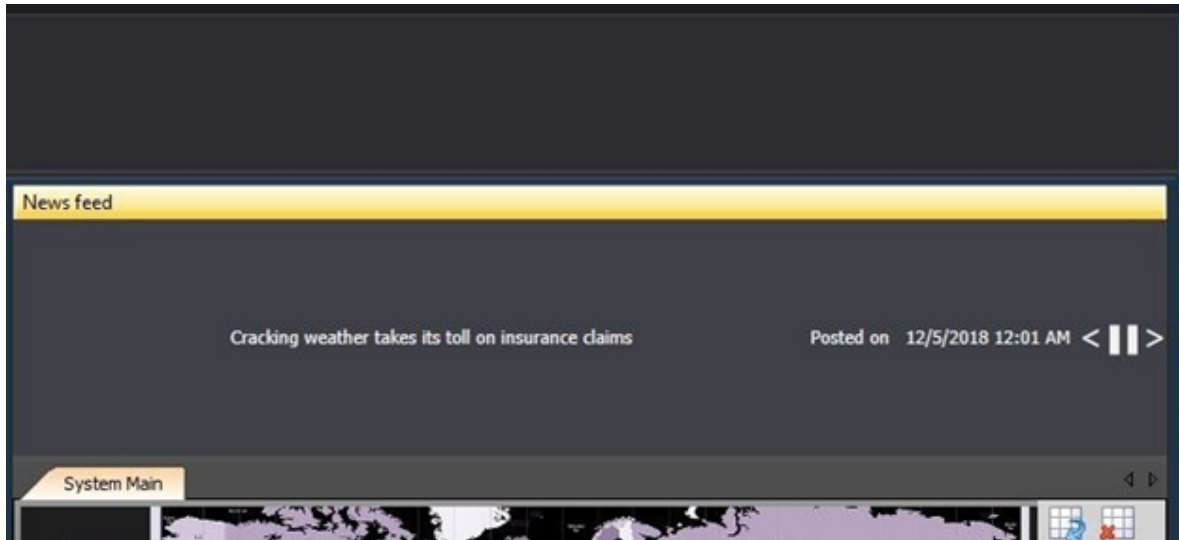 News feed
Cracking weather takes its toll on insurance claims Posted on 12/5/2018 12:01 AM < >
System Main